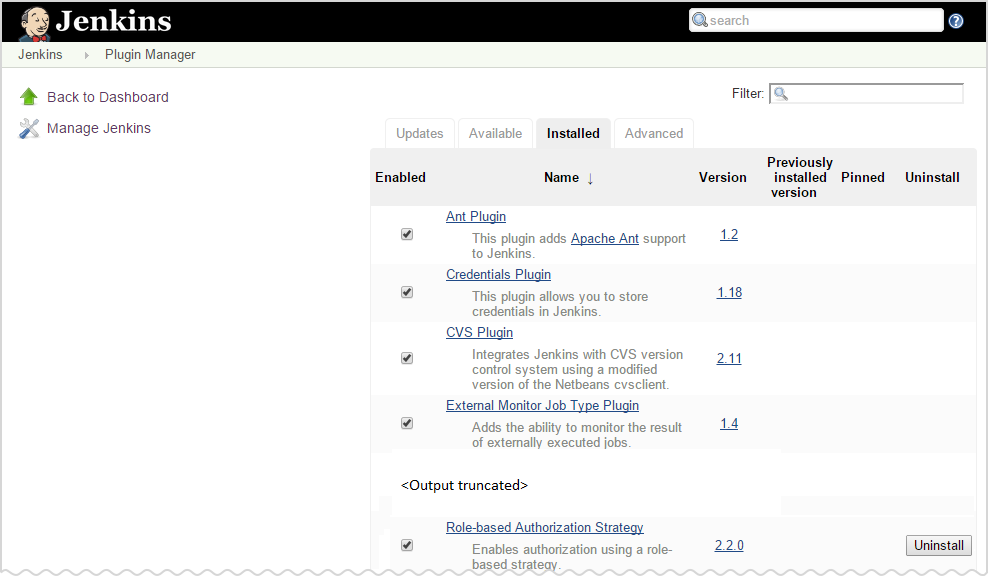 Jenkins
search
?
Jenkins Plugin Manager
Back to Dashboard
Manage Jenkins
Filter:
Updates Available Installed Advanced
Enabled Name ↓ Version Previously installed version Pinned Uninstall
Ant Plugin
This plugin adds Apache Ant support
to Jenkins.
1.2
Credentials Plugin
This plugin allows you to store
credentials in Jenkins.
1.18
CVS Plugin
Integrates Jenkins with CVS version
control system using a modified
version of the Netbeans cvsclient.
2.11
External Monitor Job Type Plugin
Adds the ability to monitor the result
of externally executed jobs.
1.4
<Output truncated>
Role-based Authorization Strategy
Enables authorization using a role-
based strategy.
2.2.0
Uninstall